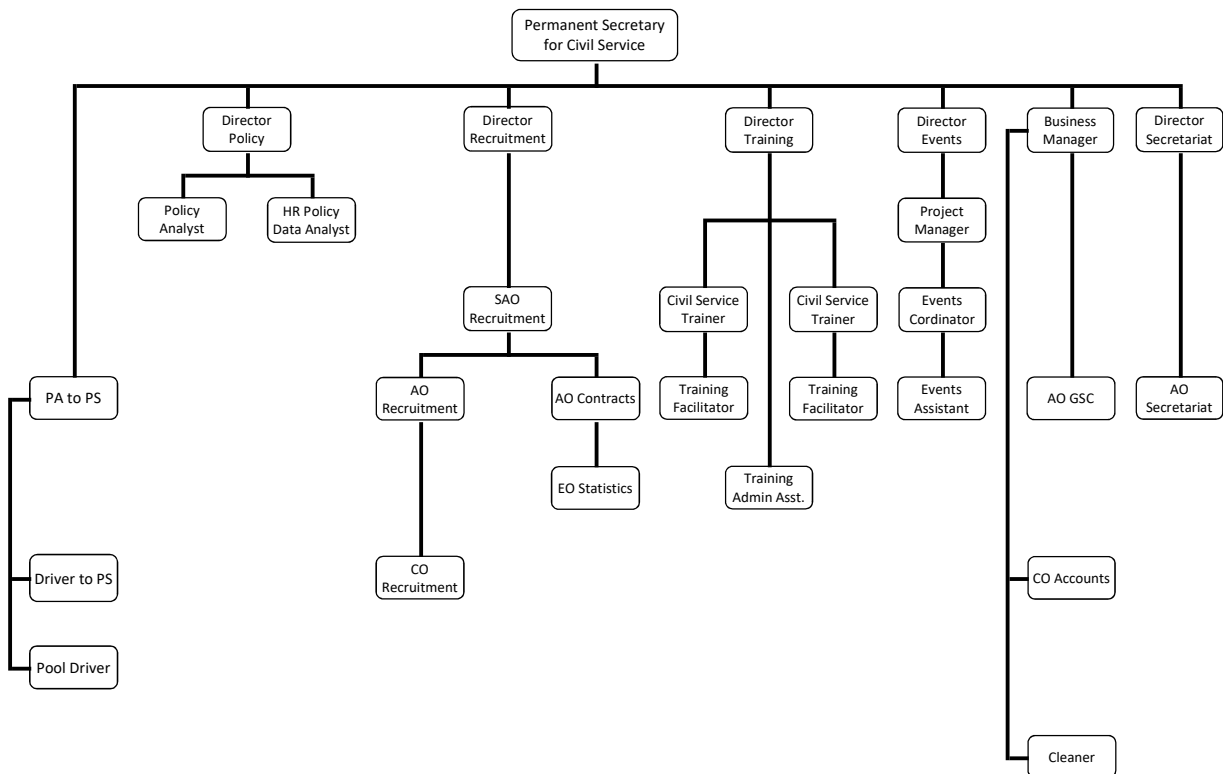 Permanent Secretary
for Civil Service
Director
Policy
Director
Recruitment
Director
Training
Director
Events
Business
Manager
Director
Secretariat
Policy
Analyst
HR Policy
Data Analyst
Project
Manager
SAO
Recruitment
Civil Service
Trainer
Civil Service
Trainer
Events
Cordinator
PA to PS
AO
Recruitment
AO Contracts
Training
Facilitator
Training
Facilitator
Events
Assistant
AO GSC
AO
Secretariat
EO Statistics
Training
Admin Asst.
Driver to PS
CO
Recruitment
CO Accounts
Pool Driver
Cleaner